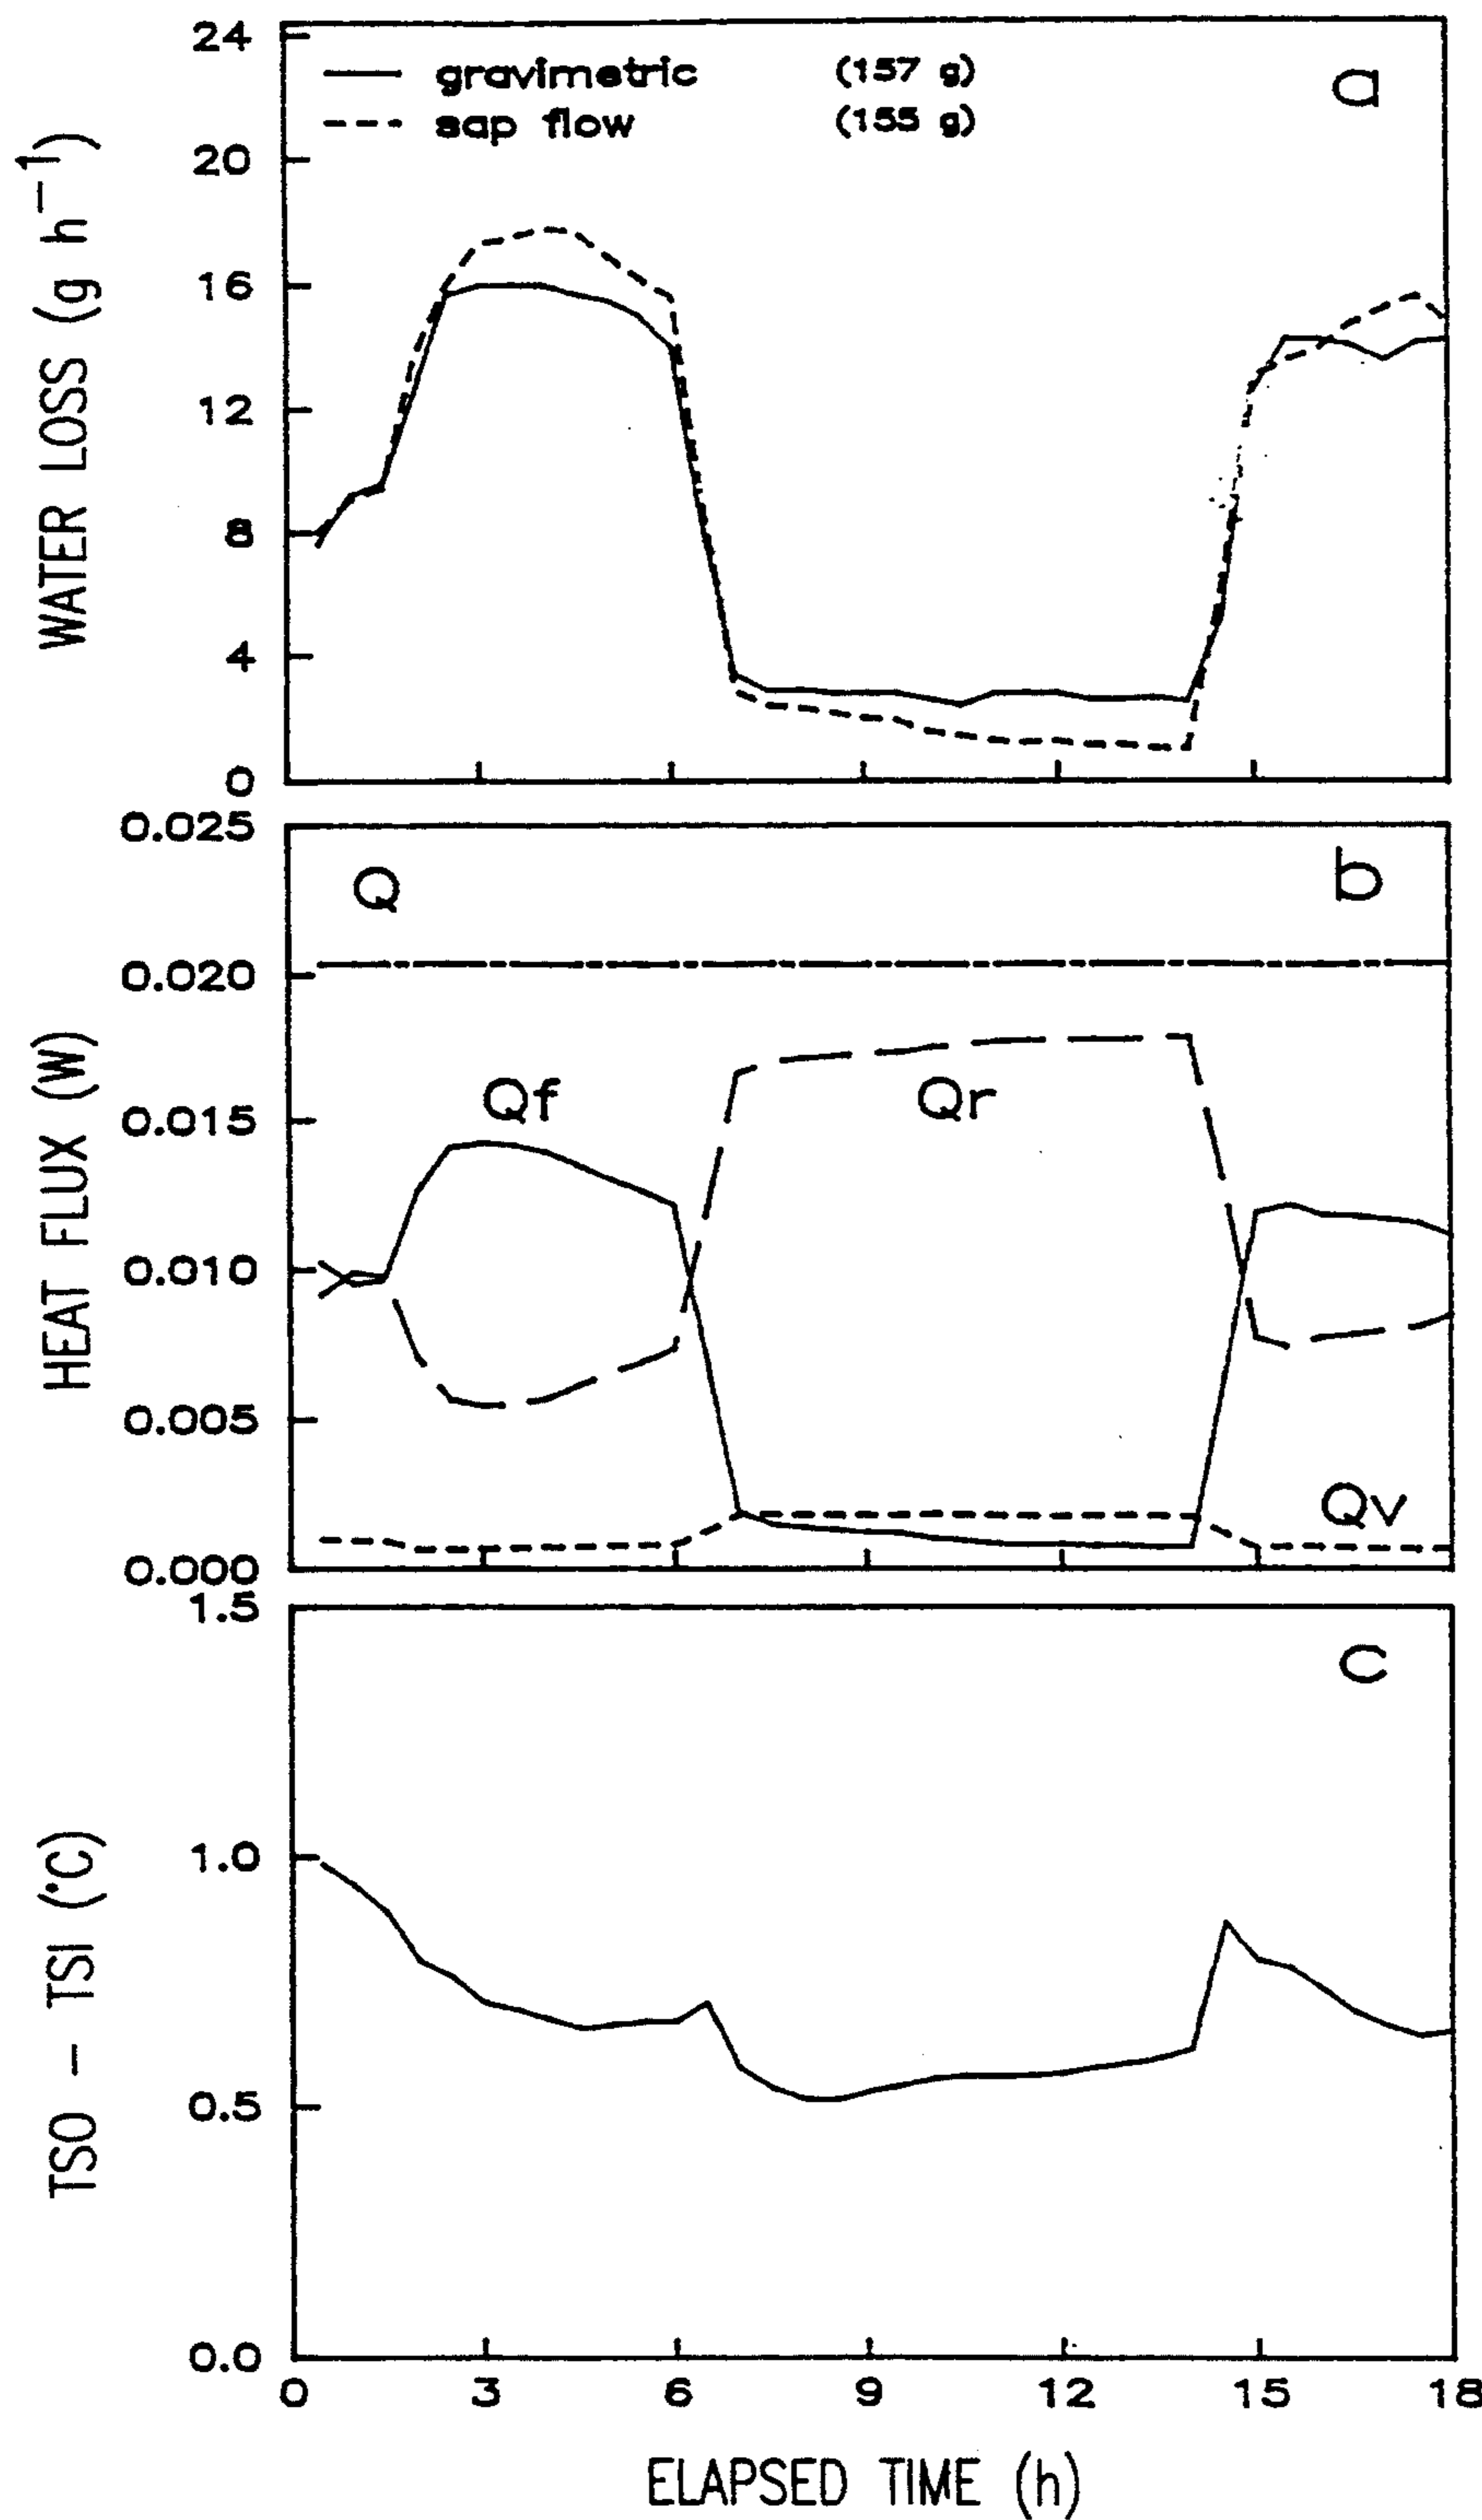 24
gravimetric (157 g)
a
sap flow (155 g)
20
16
12
8
4
0
WATER LOSS (g h⁻¹)
0.025
Q
b
0.020
Qf
Qr
0.015
0.010
0.005
Qv
0.000
HEAT FLUX (W)
1.5
c
1.0
0.5
0.0
TSO - TSI (°C)
0 3 6 9 12 15 18
ELAPSED TIME (h)